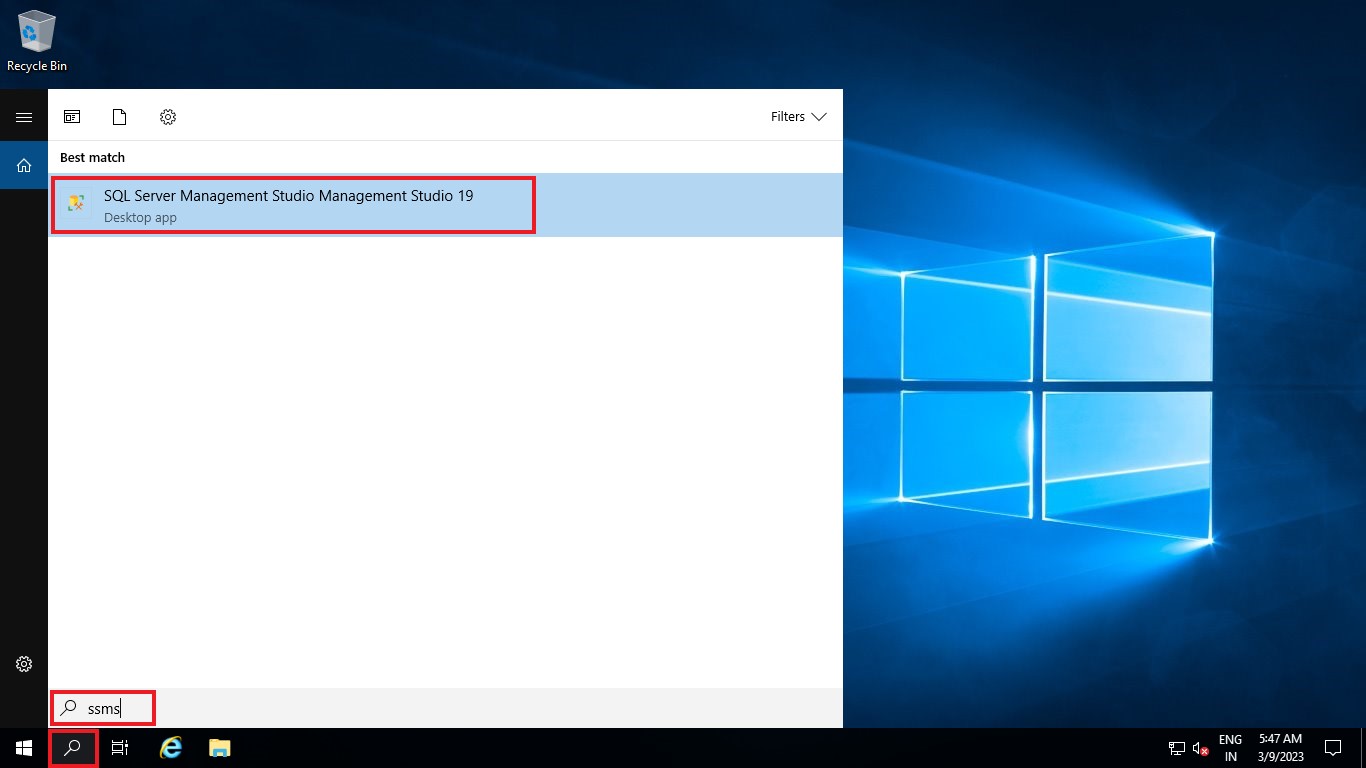 Recycle Bin
Filters
Best match
SQL Server Management Studio Management Studio 19
Desktop app
ssms
ENG
IN
5:47 AM
3/9/2023